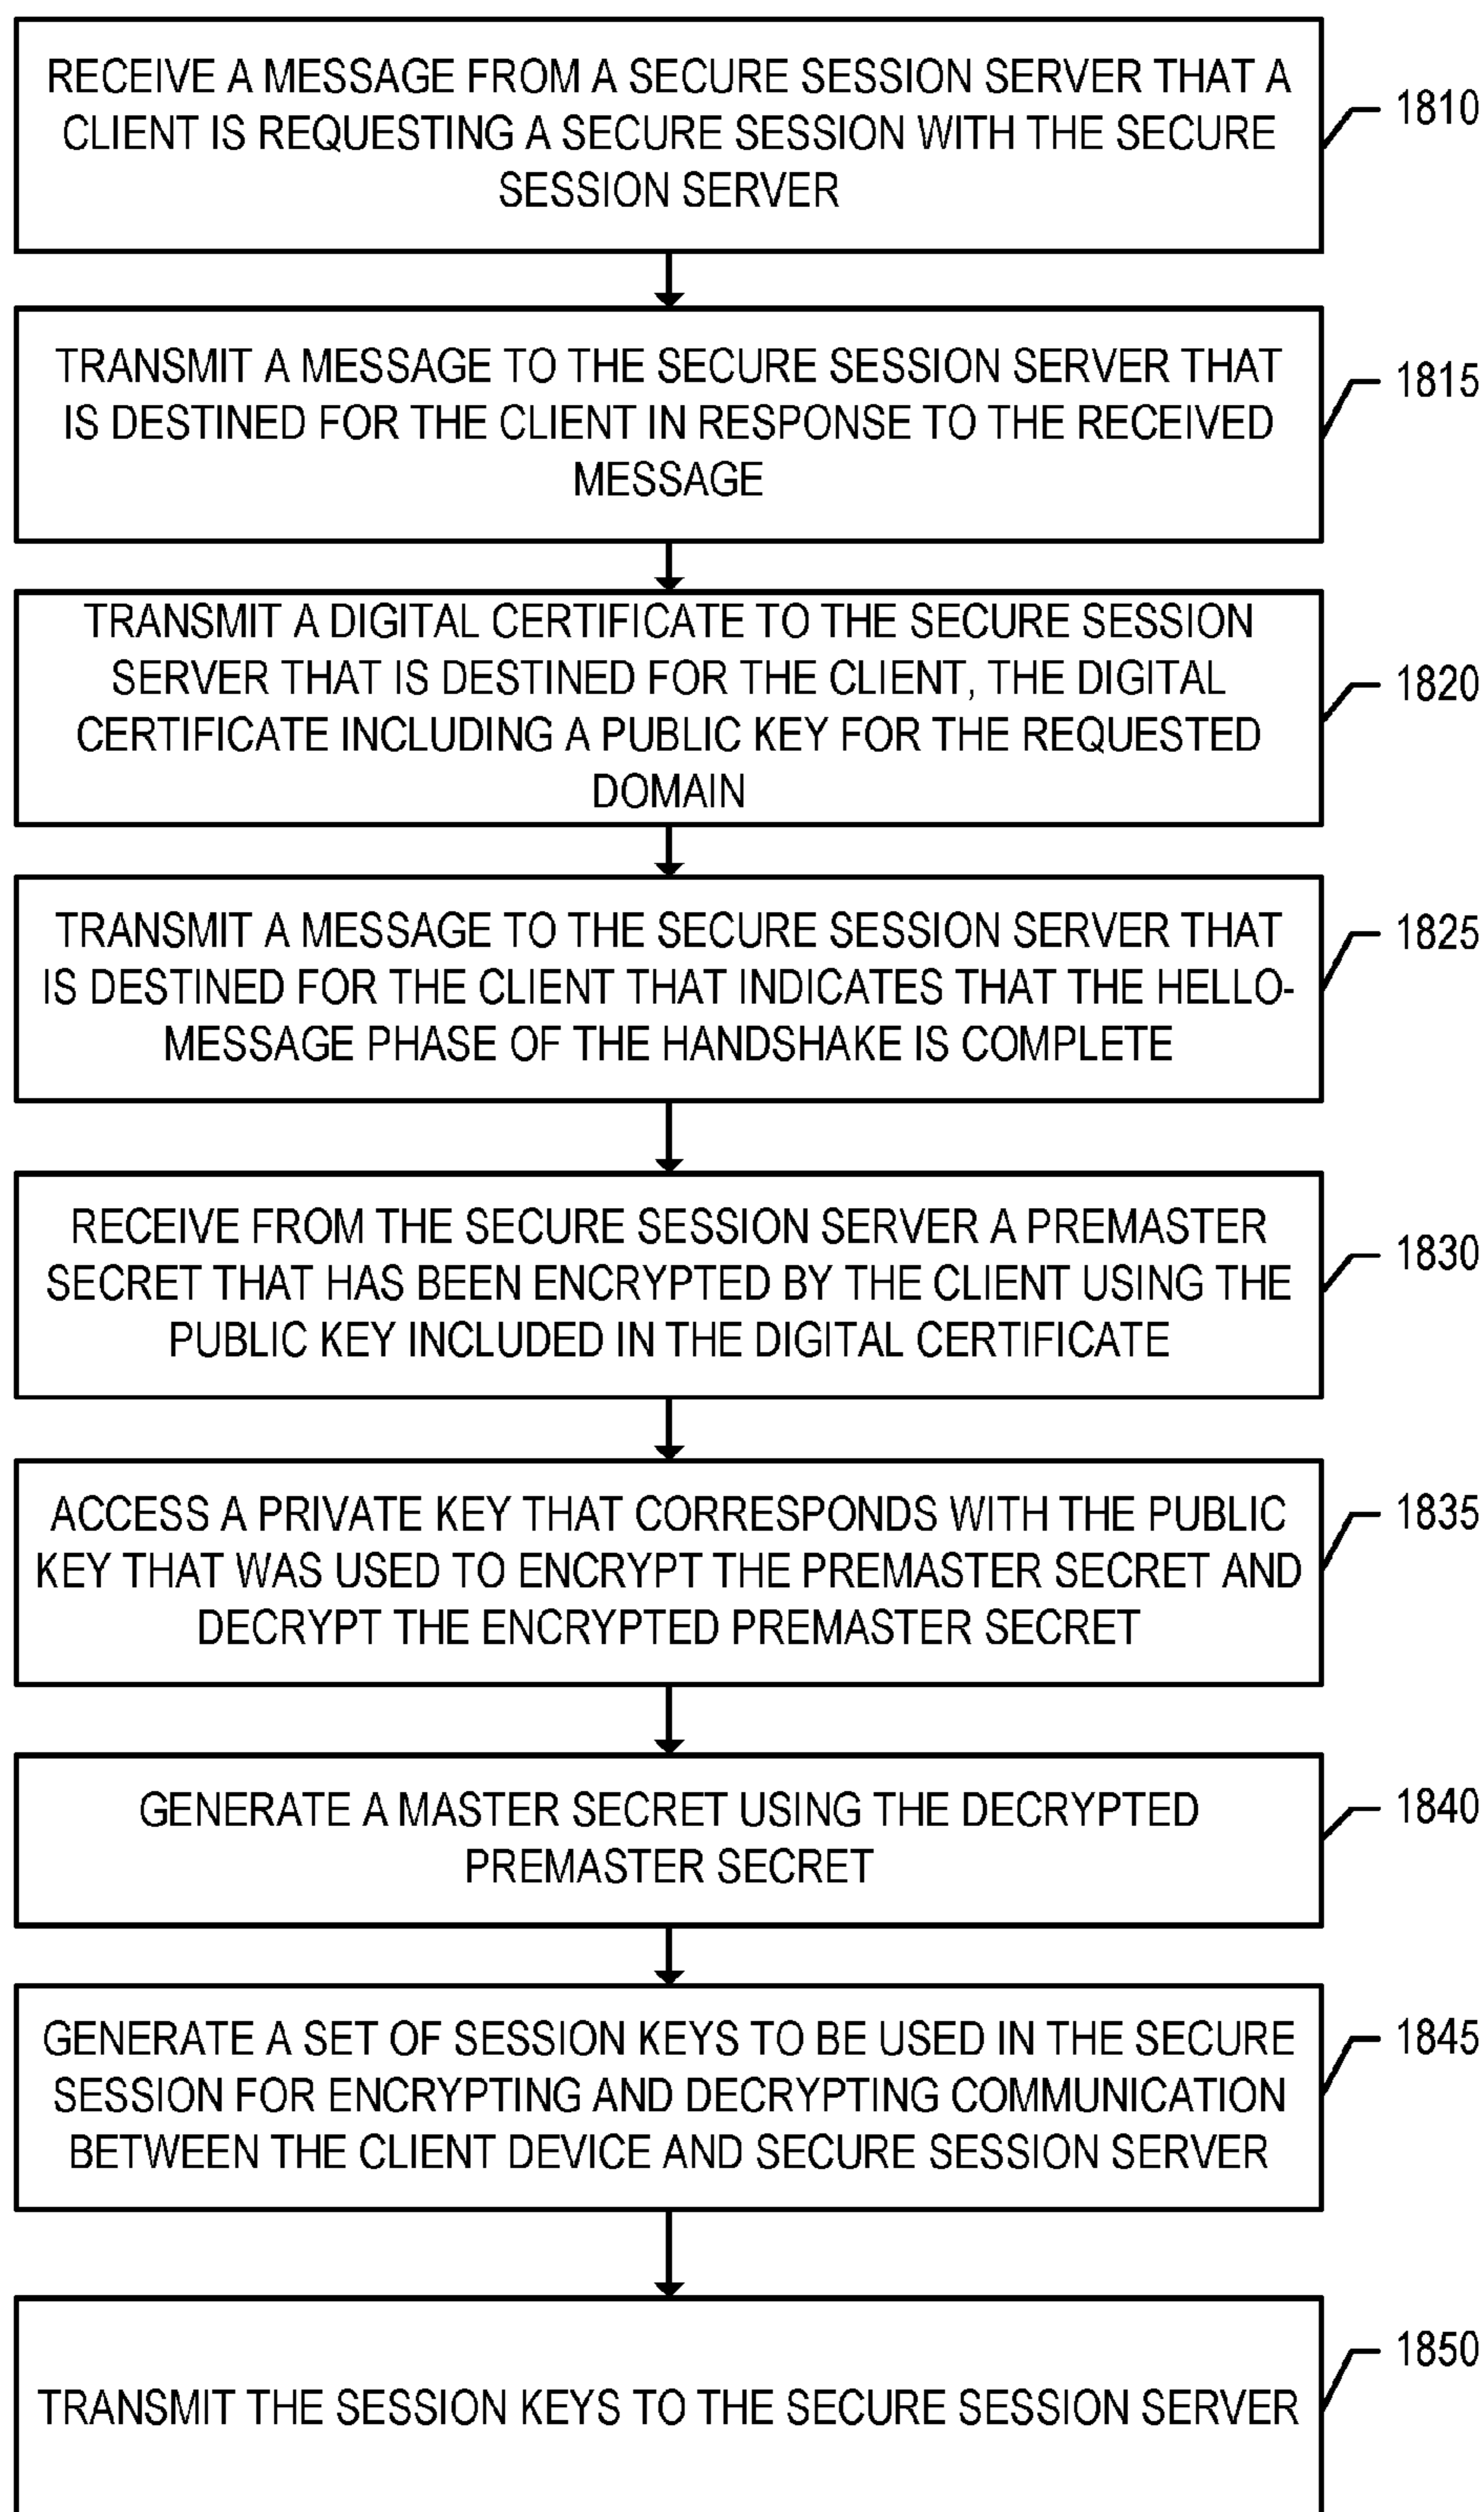 RECEIVE A MESSAGE FROM A SECURE SESSION SERVER THAT A
CLIENT IS REQUESTING A SECURE SESSION WITH THE SECURE
SESSION SERVER
1810
TRANSMIT A MESSAGE TO THE SECURE SESSION SERVER THAT
IS DESTINED FOR THE CLIENT IN RESPONSE TO THE RECEIVED
MESSAGE
1815
TRANSMIT A DIGITAL CERTIFICATE TO THE SECURE SESSION
SERVER THAT IS DESTINED FOR THE CLIENT, THE DIGITAL
CERTIFICATE INCLUDING A PUBLIC KEY FOR THE REQUESTED
DOMAIN
1820
TRANSMIT A MESSAGE TO THE SECURE SESSION SERVER THAT
IS DESTINED FOR THE CLIENT THAT INDICATES THAT THE HELLO-
MESSAGE PHASE OF THE HANDSHAKE IS COMPLETE
1825
RECEIVE FROM THE SECURE SESSION SERVER A PREMASTER
SECRET THAT HAS BEEN ENCRYPTED BY THE CLIENT USING THE
PUBLIC KEY INCLUDED IN THE DIGITAL CERTIFICATE
1830
ACCESS A PRIVATE KEY THAT CORRESPONDS WITH THE PUBLIC
KEY THAT WAS USED TO ENCRYPT THE PREMASTER SECRET AND
DECRYPT THE ENCRYPTED PREMASTER SECRET
1835
GENERATE A MASTER SECRET USING THE DECRYPTED
PREMASTER SECRET
1840
GENERATE A SET OF SESSION KEYS TO BE USED IN THE SECURE
SESSION FOR ENCRYPTING AND DECRYPTING COMMUNICATION
BETWEEN THE CLIENT DEVICE AND SECURE SESSION SERVER
1845
TRANSMIT THE SESSION KEYS TO THE SECURE SESSION SERVER
1850